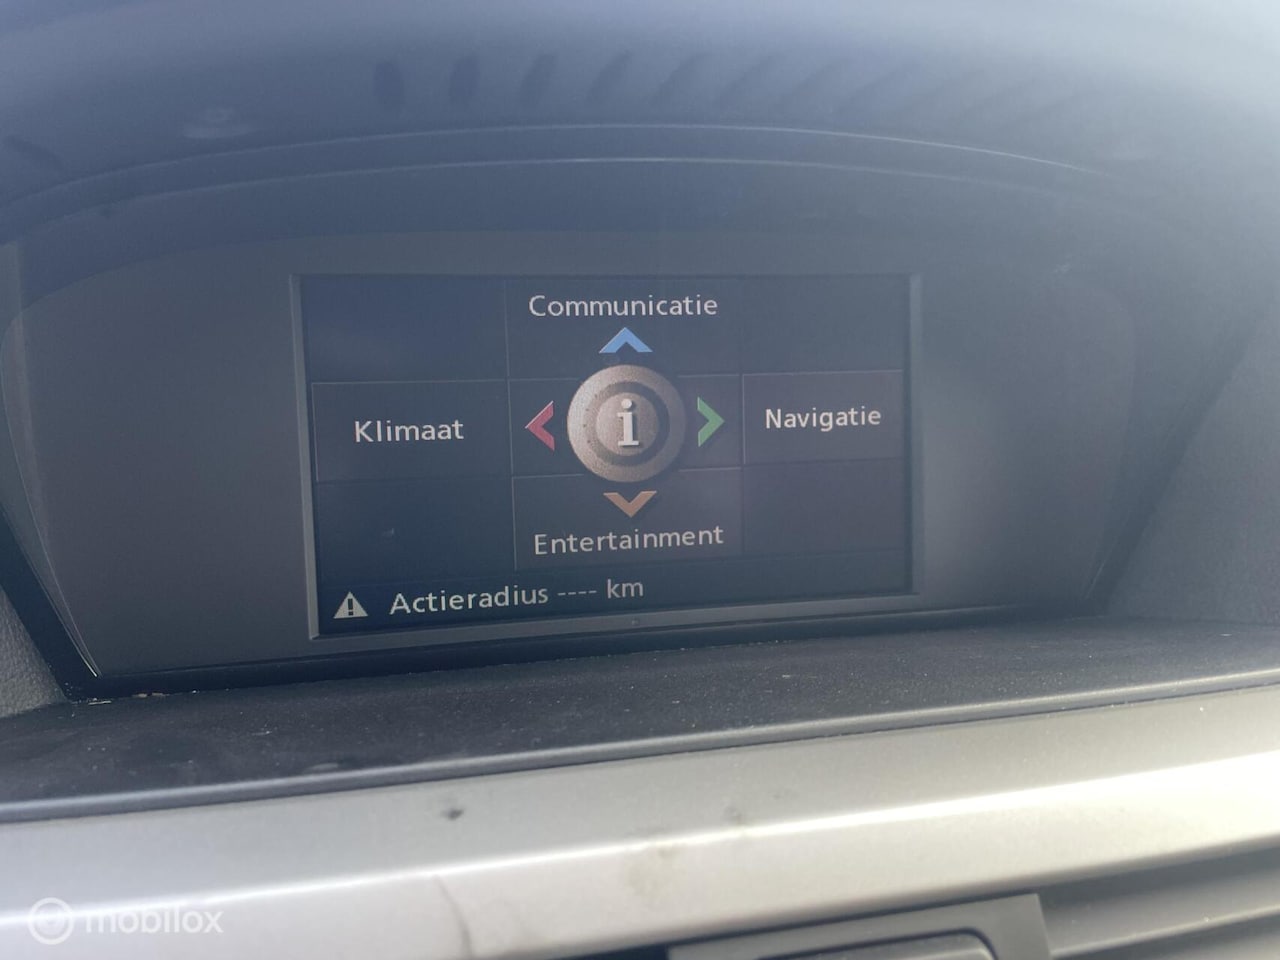 Communicatie
Klimaat
i
Navigatie
Entertainment
Actieradius ---- km
mobilox